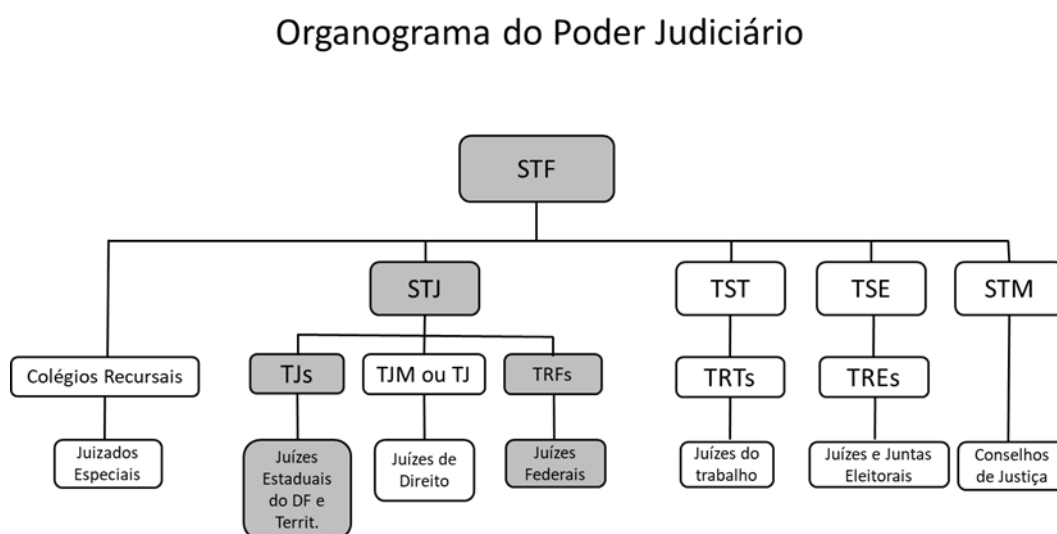 Organograma do Poder Judiciário
STF
STJ
TST
TSE
STM
Colégios Recursais
TJs
TJM ou TJ
TRFs
TRTs
TREs
Juizados
Especiais
Juízes
Estaduais
do DF e
Territ.
Juízes de
Direito
Juízes
Federais
Juízes do
trabalho
Juízes e Juntas
Eleitorais
Conselhos
de Justiça